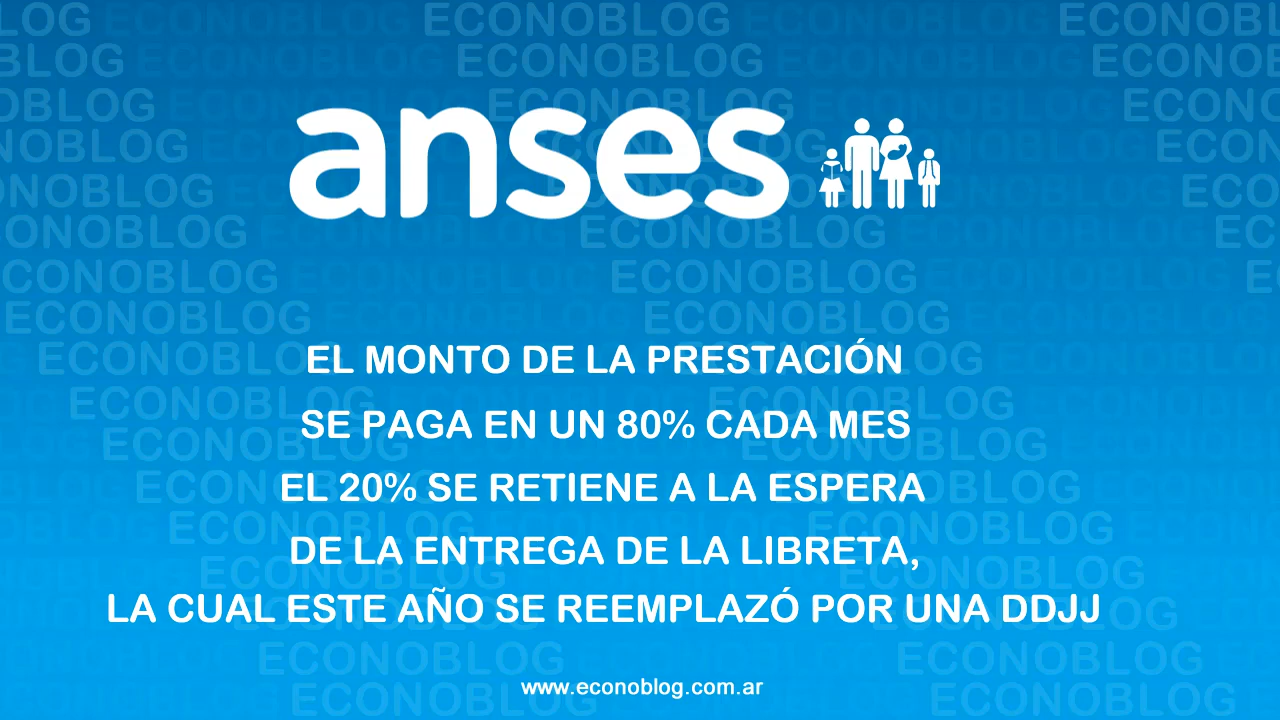 anses
EL MONTO DE LA PRESTACIÓN
SE PAGA EN UN 80% CADA MES
EL 20% SE RETIENE A LA ESPERA
DE LA ENTREGA DE LA LIBRETA,
LA CUAL ESTE AÑO SE REEMPLAZÓ POR UNA DDJJ
www.econoblog.com.ar